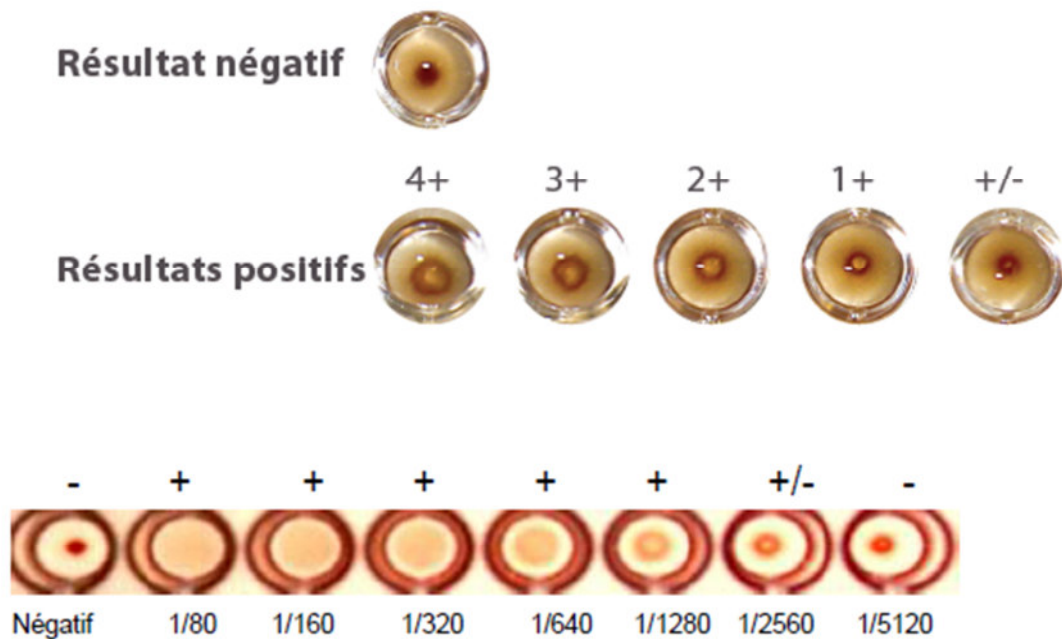 Résultat négatif
4+ 3+ 2+ 1+ +/-
Résultats positifs
- + + + + + +/- -
Négatif 1/80 1/160 1/320 1/640 1/1280 1/2560 1/5120